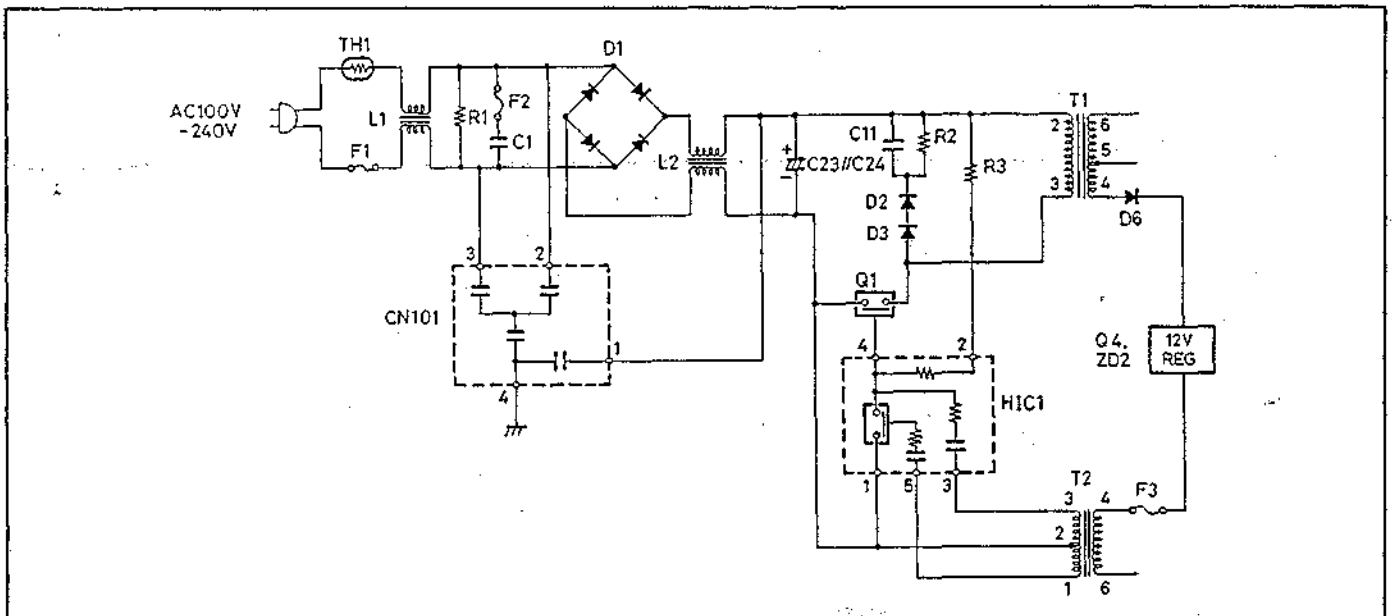 TH1
D1
AC100V
-240V
L1
F1
R1
F2
C1
L2
+
-
C23//C24
C11
R2
R3
D2
D3
T1
2
3
6
5
4
D6
3
2
CN101
1
4
Q1
4
2
HIC1
1
5
3
Q4.
ZD2
12V
REG
T2
3
2
1
4
6
F3